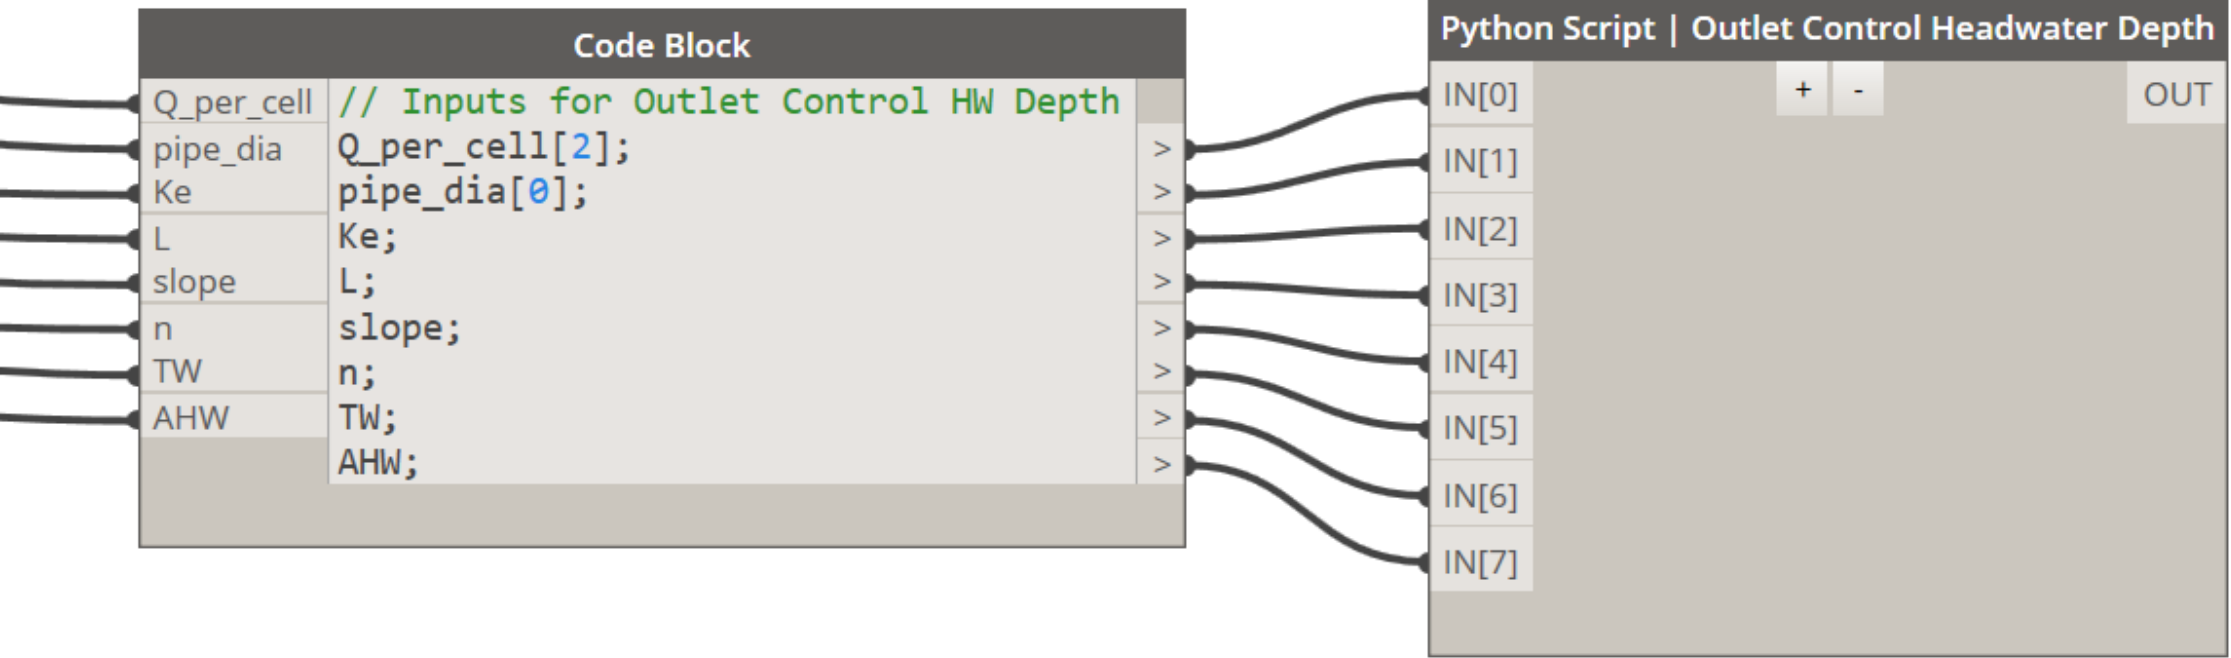 Code Block
Q_per_cell
pipe_dia
Ke
L
slope
n
TW
AHW
// Inputs for Outlet Control HW Depth
Q_per_cell[2];
pipe_dia[0];
Ke;
L;
slope;
n;
TW;
AHW;
>
>
>
>
>
>
>
>
Python Script | Outlet Control Headwater Depth
IN[0]
IN[1]
IN[2]
IN[3]
IN[4]
IN[5]
IN[6]
IN[7]
+ -
OUT